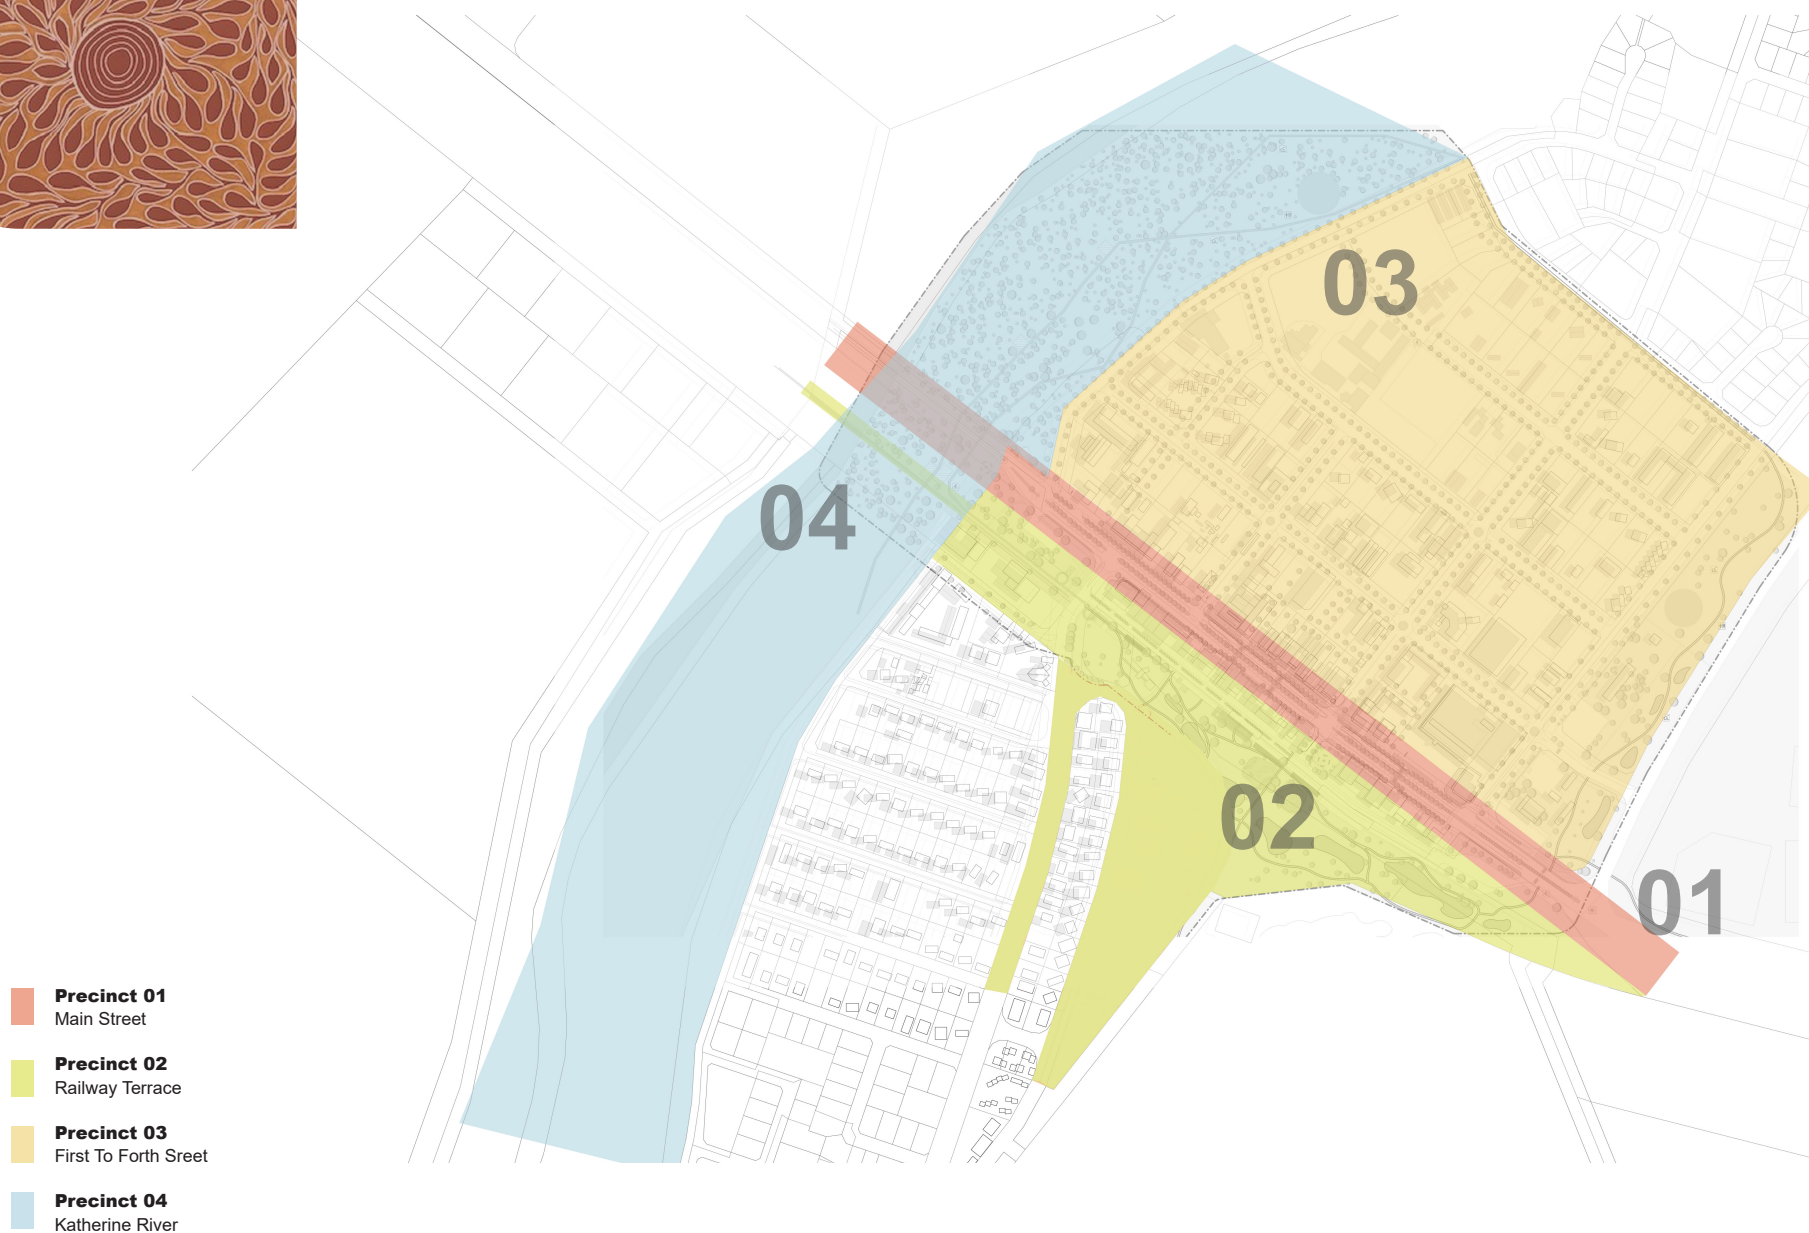 03
04
02
01
Precinct 01
Main Street
Precinct 02
Railway Terrace
Precinct 03
First To Forth Sreet
Precinct 04
Katherine River